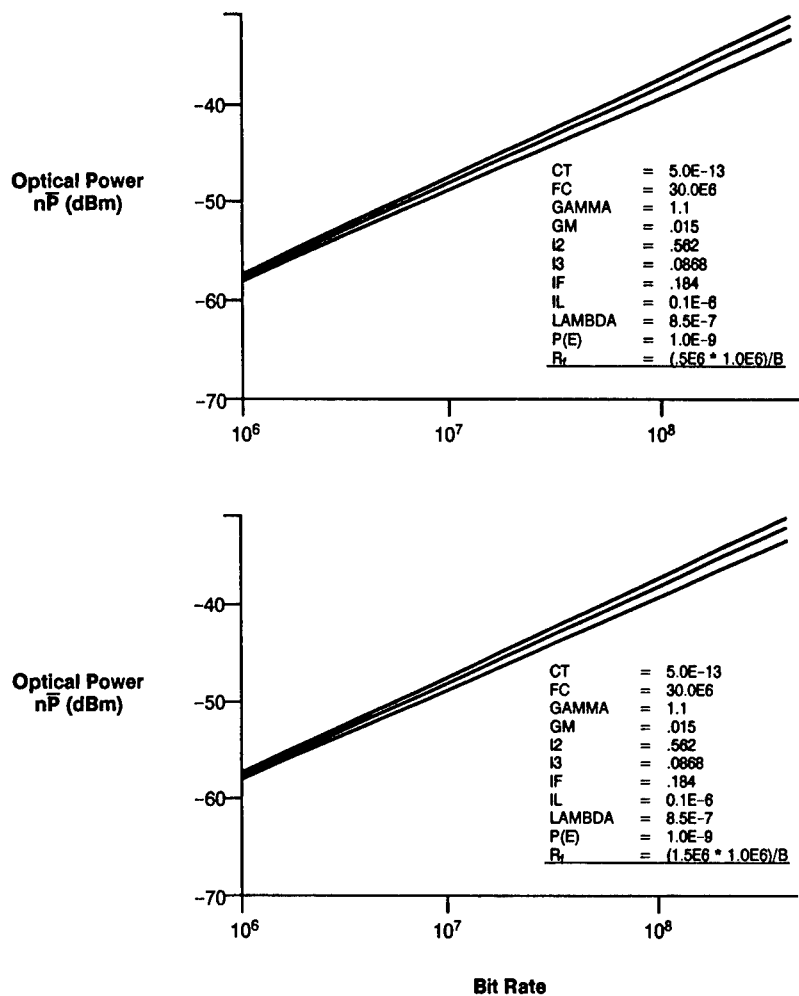 -40
Optical Power
nP̅ (dBm)
-50
-60
-70
10⁶
10⁷
10⁸
CT = 5.0E-13
FC = 30.0E6
GAMMA = 1.1
GM = .015
I2 = .562
I3 = .0868
IF = .184
IL = 0.1E-6
LAMBDA = 8.5E-7
P(E) = 1.0E-9
Rf = (.5E6 * 1.0E6)/B
-40
Optical Power
nP̅ (dBm)
-50
-60
-70
10⁶
10⁷
10⁸
CT = 5.0E-13
FC = 30.0E6
GAMMA = 1.1
GM = .015
I2 = .562
I3 = .0868
IF = .184
IL = 0.1E-6
LAMBDA = 8.5E-7
P(E) = 1.0E-9
Rf = (1.5E6 * 1.0E6)/B
Bit Rate